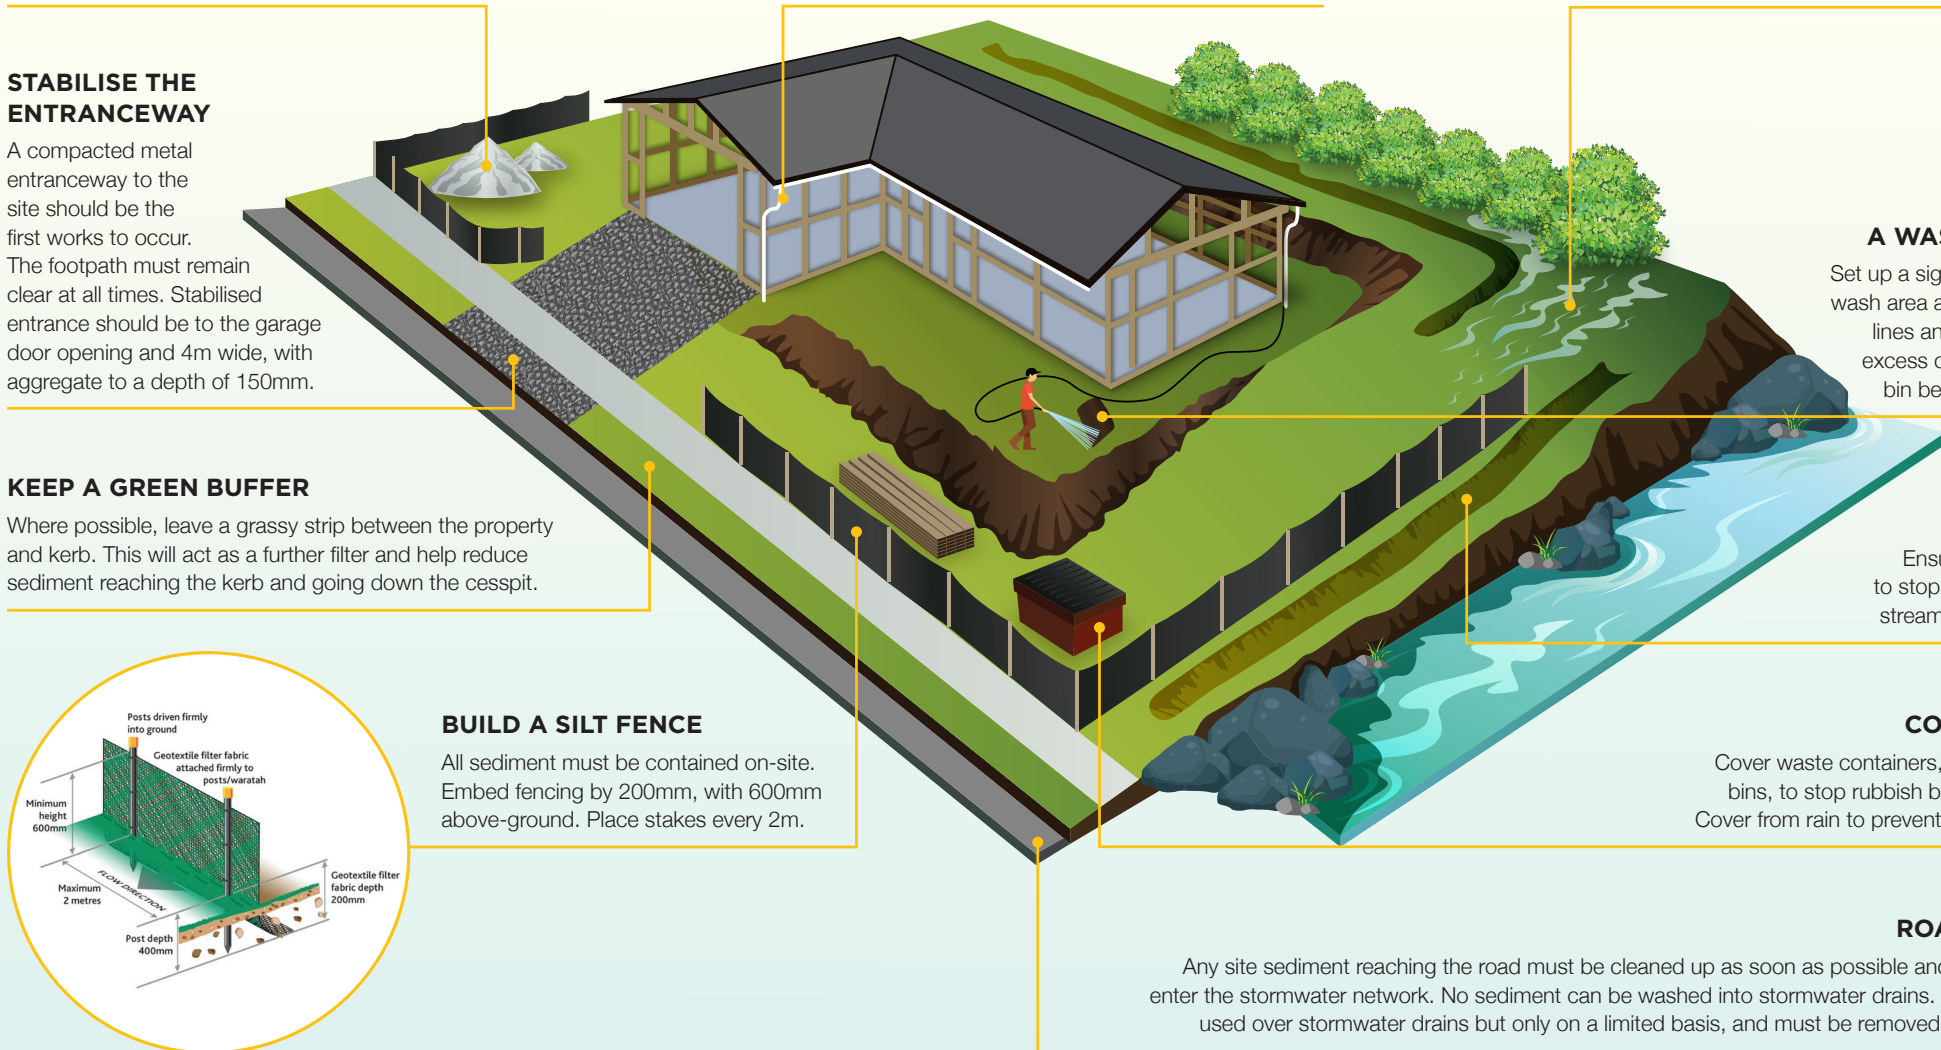 STABILISE THE
ENTRANCEWAY
A compacted metal
entranceway to the
site should be the
first works to occur.
The footpath must remain
clear at all times. Stabilised
entrance should be to the garage
door opening and 4m wide, with
aggregate to a depth of 150mm.
KEEP A GREEN BUFFER
Where possible, leave a grassy strip between the property
and kerb. This will act as a further filter and help reduce
sediment reaching the kerb and going down the cesspit.
Posts driven firmly
into ground
Geotextile filter fabric
attached firmly to
posts/waratah
Minimum
height
600mm
Maximum
2 metres
FLOW DIRECTION
Post depth
400mm
Geotextile filter
fabric depth
200mm
BUILD A SILT FENCE
All sediment must be contained on-site.
Embed fencing by 200mm, with 600mm
above-ground. Place stakes every 2m.
A WAS
Set up a sig
wash area a
lines an
excess c
bin be
Ensu
to stop
stream
CO
Cover waste containers,
bins, to stop rubbish b
Cover from rain to prevent
ROA
Any site sediment reaching the road must be cleaned up as soon as possible and
enter the stormwater network. No sediment can be washed into stormwater drains.
used over stormwater drains but only on a limited basis, and must be removed